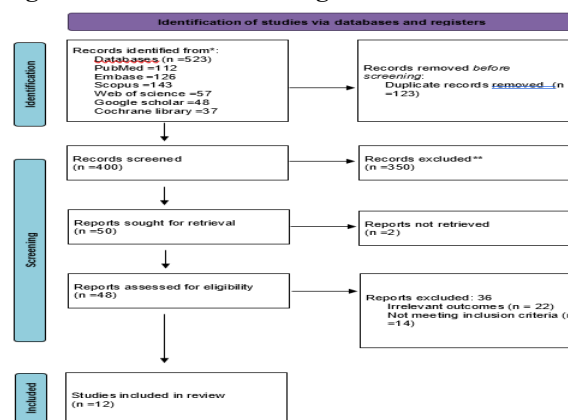 Identification of studies via databases and registers
Identification
Records identified from*:
Databases (n =523)
PubMed =112
Embase =126
Scopus =143
Web of science =57
Google scholar =48
Cochrane library =37
Records removed before
screening:
Duplicate records removed (n
=123)
Screening
Records screened
(n =400)
Records excluded**
(n =350)
Reports sought for retrieval
(n =50)
Reports not retrieved
(n =2)
Reports assessed for eligibility
(n =48)
Reports excluded: 36
Irrelevant outcomes (n = 22)
Not meeting inclusion criteria (n
=14)
Included
Studies included in review
(n =12)